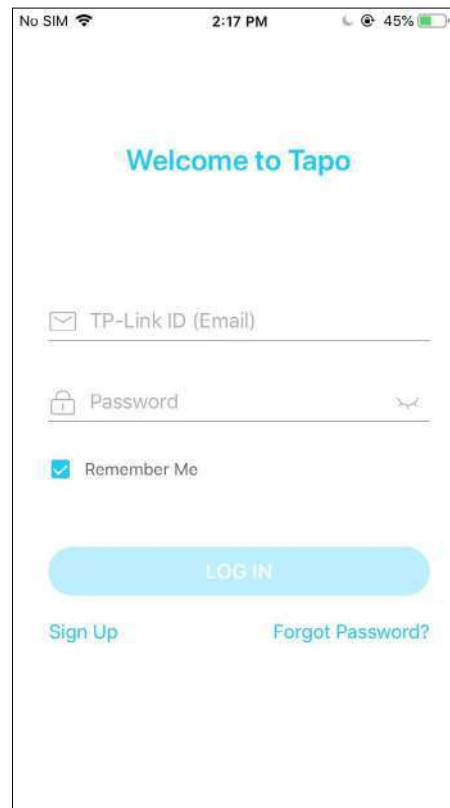 No SIM 2:17 PM 45%
Welcome to Tapo
TP-Link ID (Email)
Password
Remember Me
LOG IN
Sign Up Forgot Password?